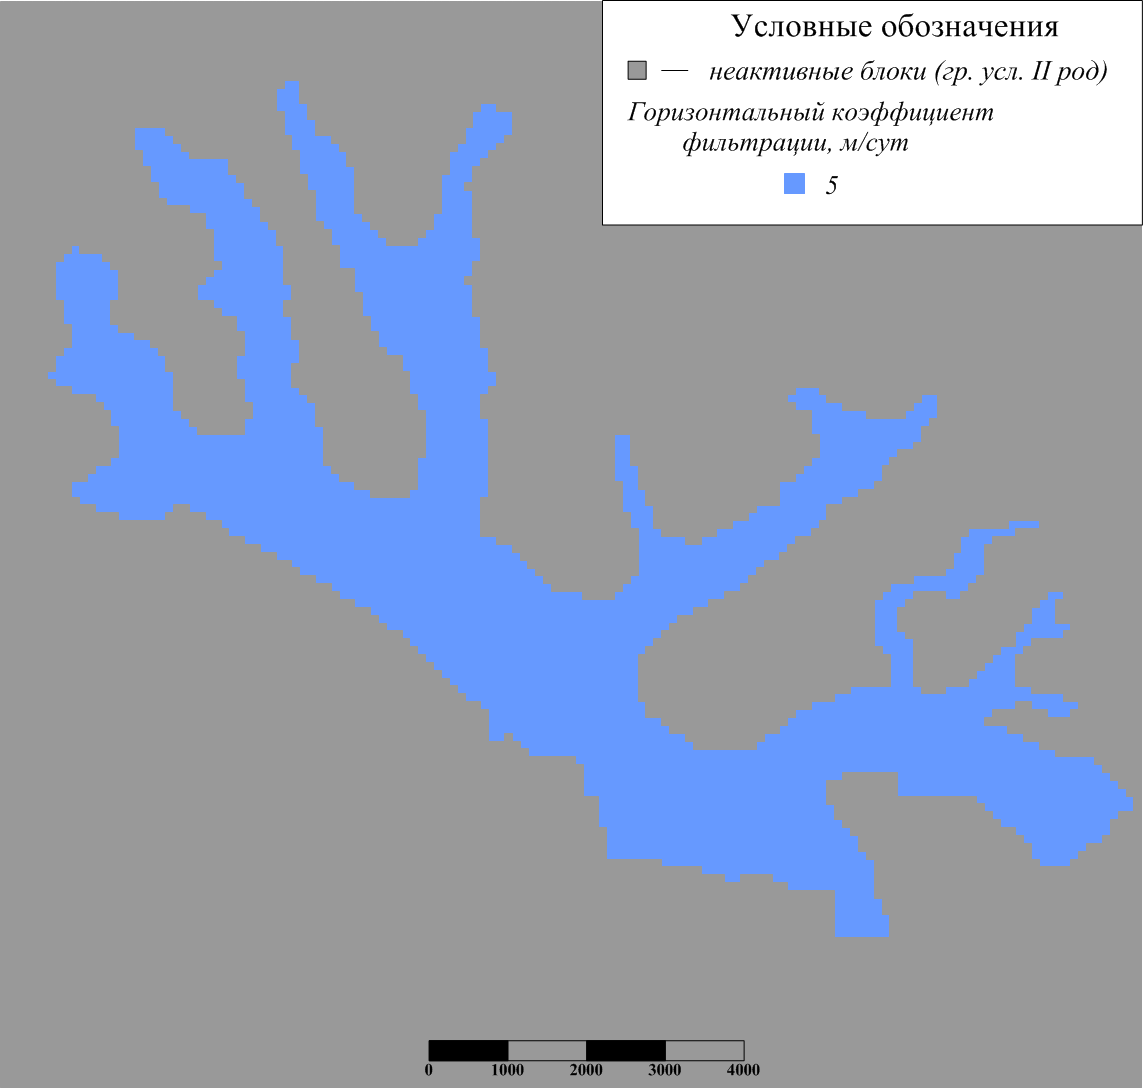 Условные обозначения
— неактивные блоки (гр. усл. II род)
Горизонтальный коэффициент
фильтрации, м/сут
5
0 1000 2000 3000 4000